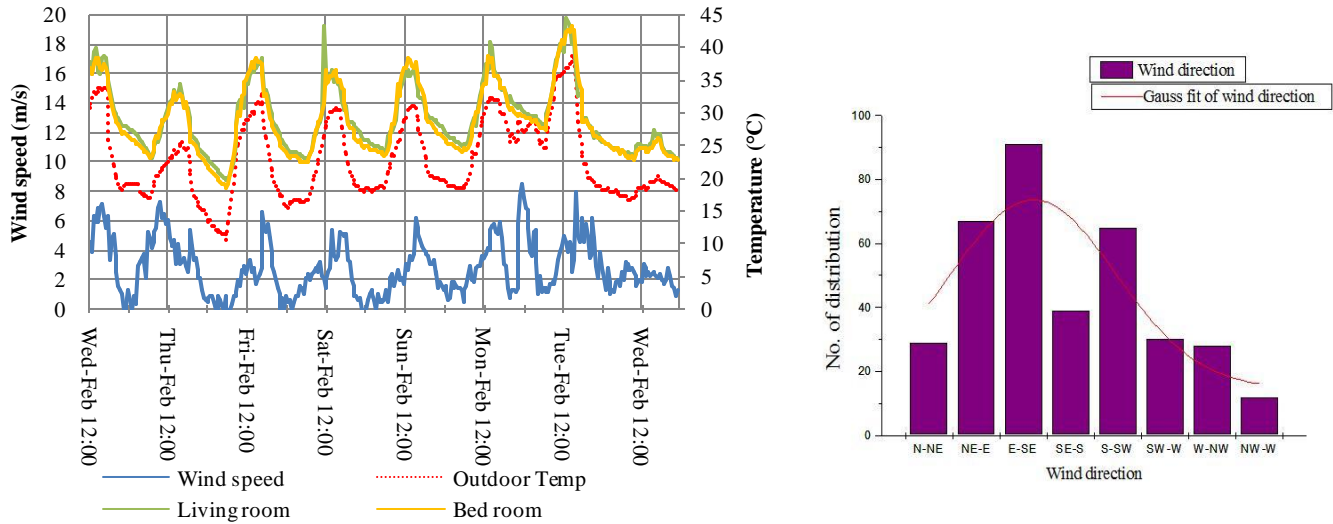 20
18
16
14
12
10
8
6
4
2
0
Wind speed (m/s)
45
40
35
30
25
20
15
10
5
0
Temperature (°C)
Wed-Feb 12:00
Thu-Feb 12:00
Fri-Feb 12:00
Sat-Feb 12:00
Sun-Feb 12:00
Mon-Feb 12:00
Tue-Feb 12:00
Wed-Feb 12:00
Wind speed
Outdoor Temp
Living room
Bed room
Wind direction
Gauss fit of wind direction
100
80
60
40
20
0
No. of distribution
N-NE
NE-E
E-SE
SE-S
S-SW
SW-W
W-NW
NW-W
Wind direction